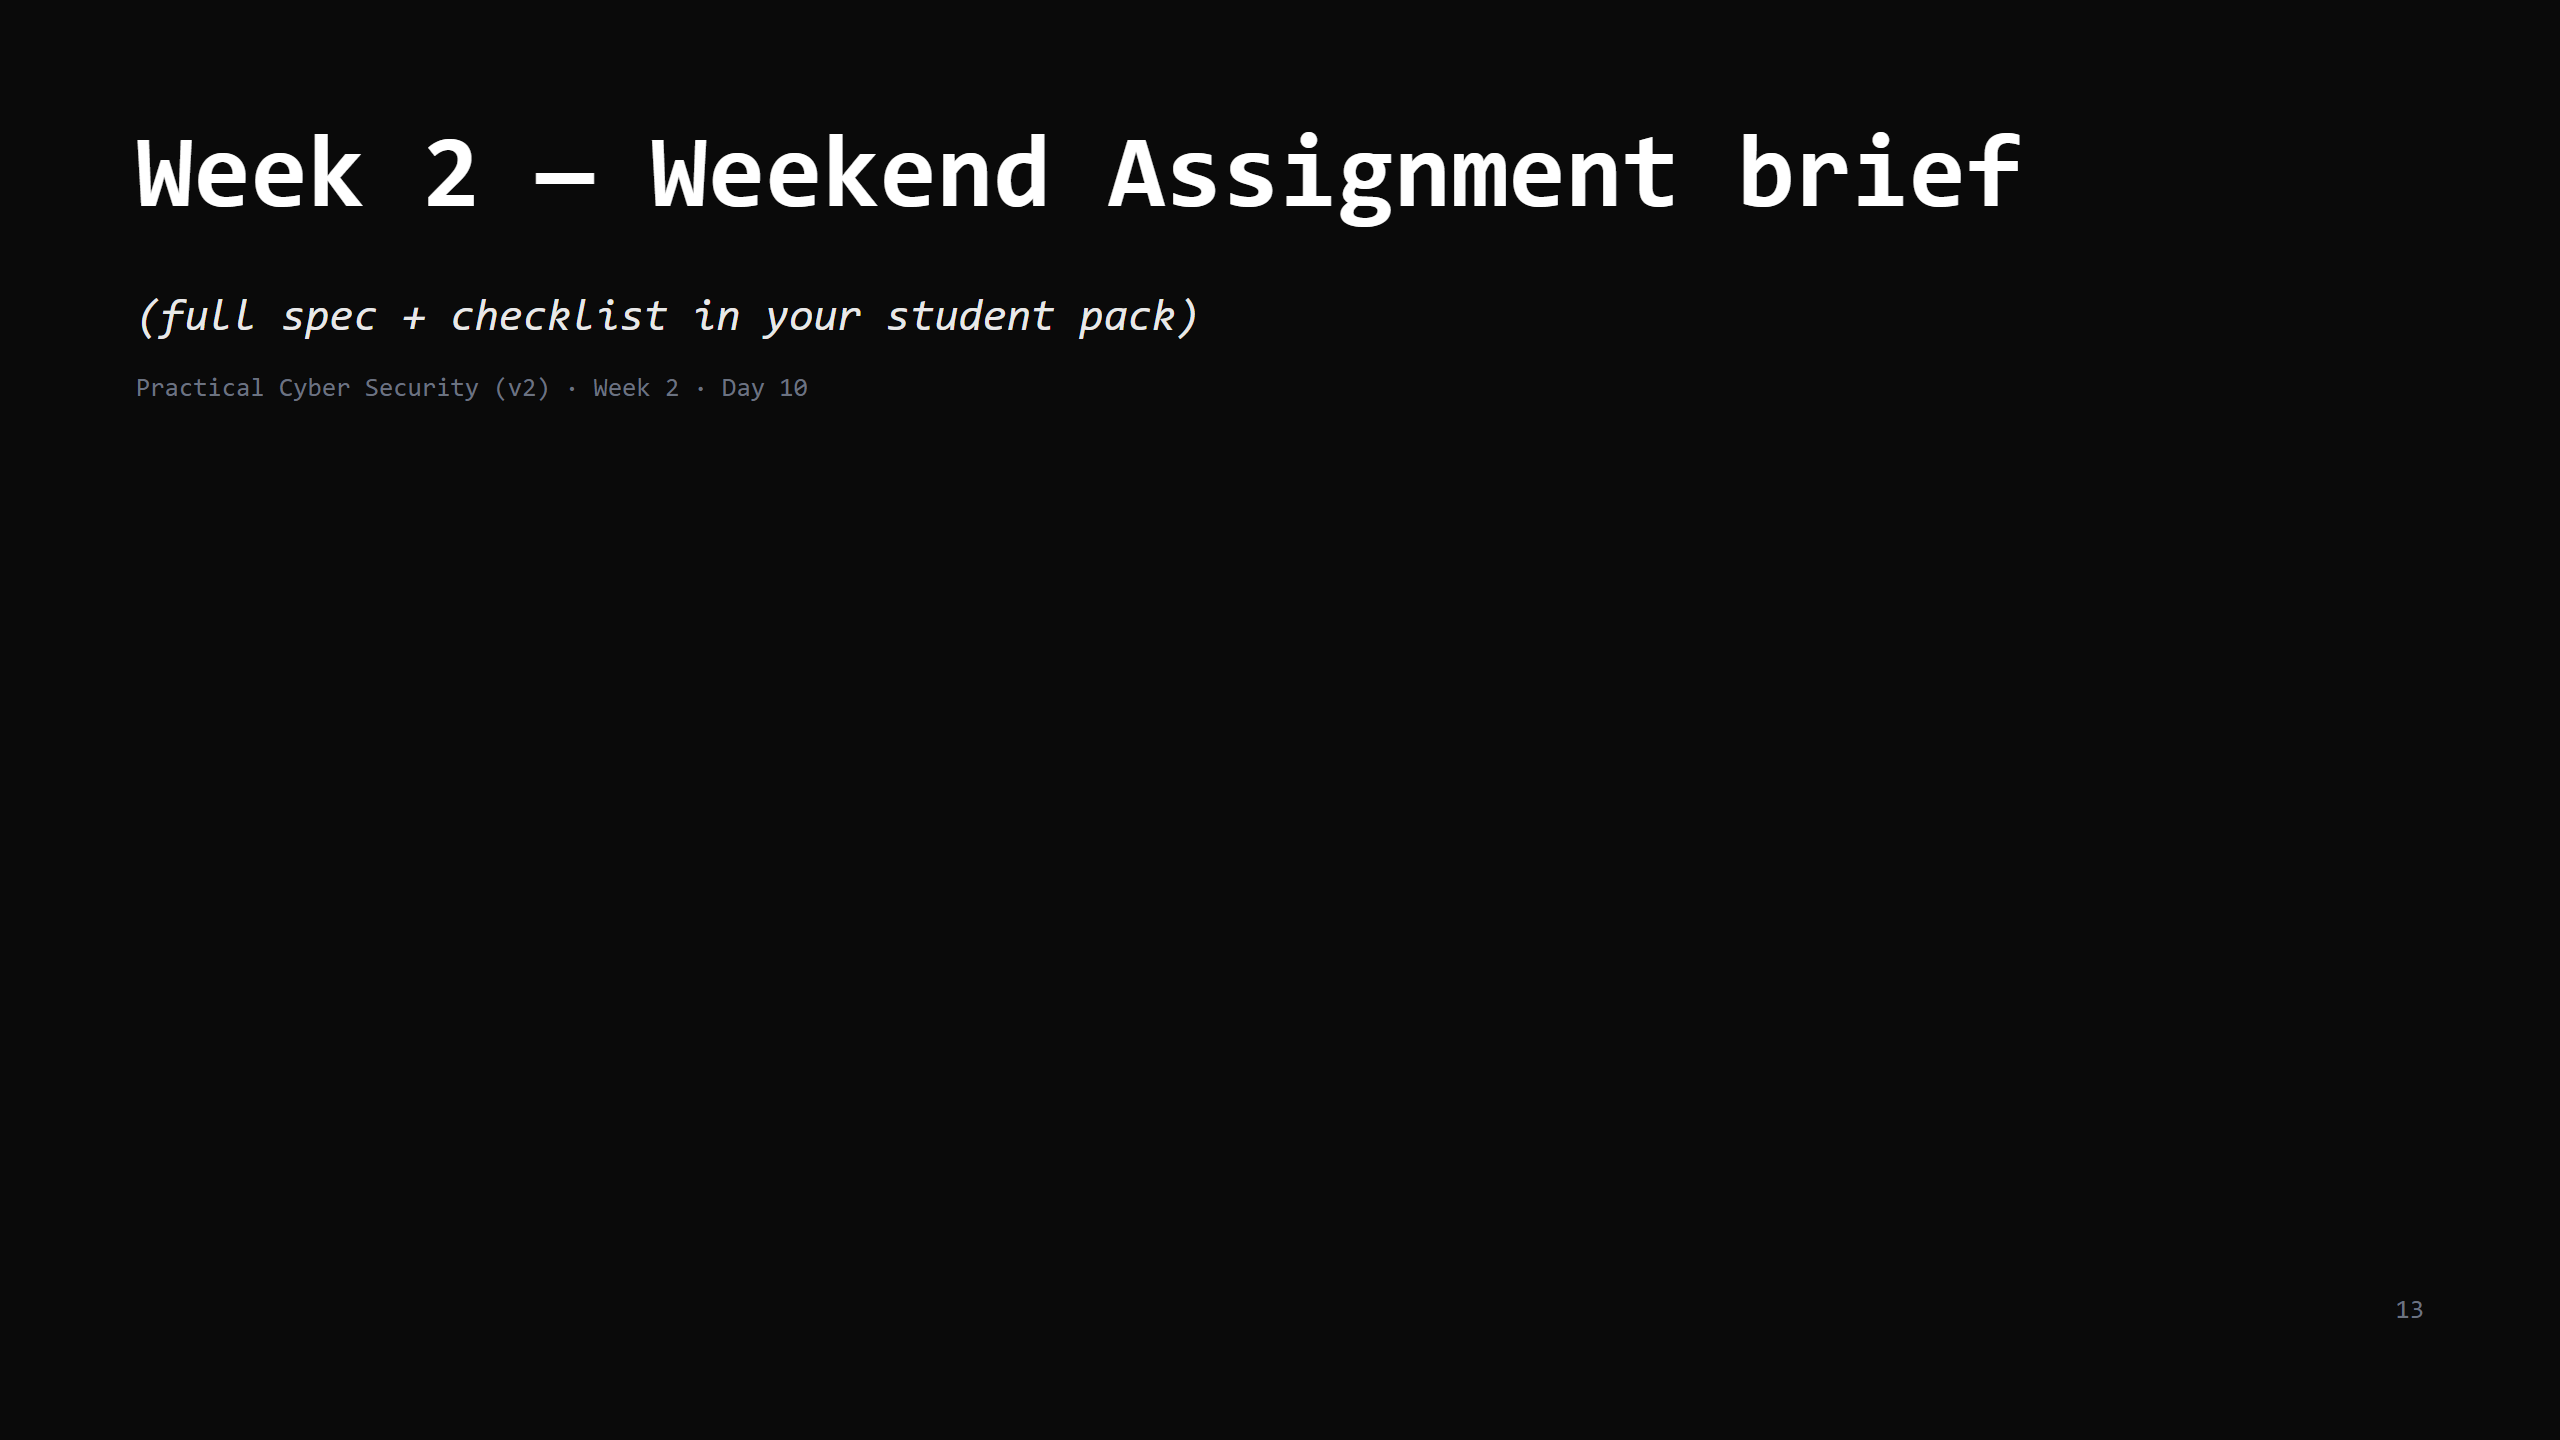 Week 2 — Weekend Assignment brief
(full spec + checklist in your student pack)
Practical Cyber Security (v2) · Week 2 · Day 10
13